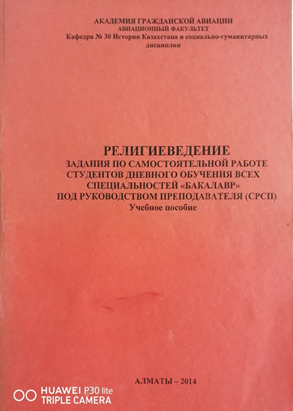 АКАДЕМИЯ ГРАЖДАНСКОЙ АВИАЦИИ
АВИАЦИОННЫЙ ФАКУЛЬТЕТ
Кафедра № 30 Истории Казахстана и социально-гуманитарных
дисциплин
РЕЛИГИЕВЕДЕНИЕ
ЗАДАНИЯ ПО САМОСТОЯТЕЛЬНОЙ РАБОТЕ
СТУДЕНТОВ ДНЕВНОГО ОБУЧЕНИЯ ВСЕХ
СПЕЦИАЛЬНОСТЕЙ «БАКАЛАВР»
ПОД РУКОВОДСТВОМ ПРЕПОДАВАТЕЛЯ (СРСП)
Учебное пособие
АЛМАТЫ – 2014
HUAWEI P30 lite
TRIPLE CAMERA